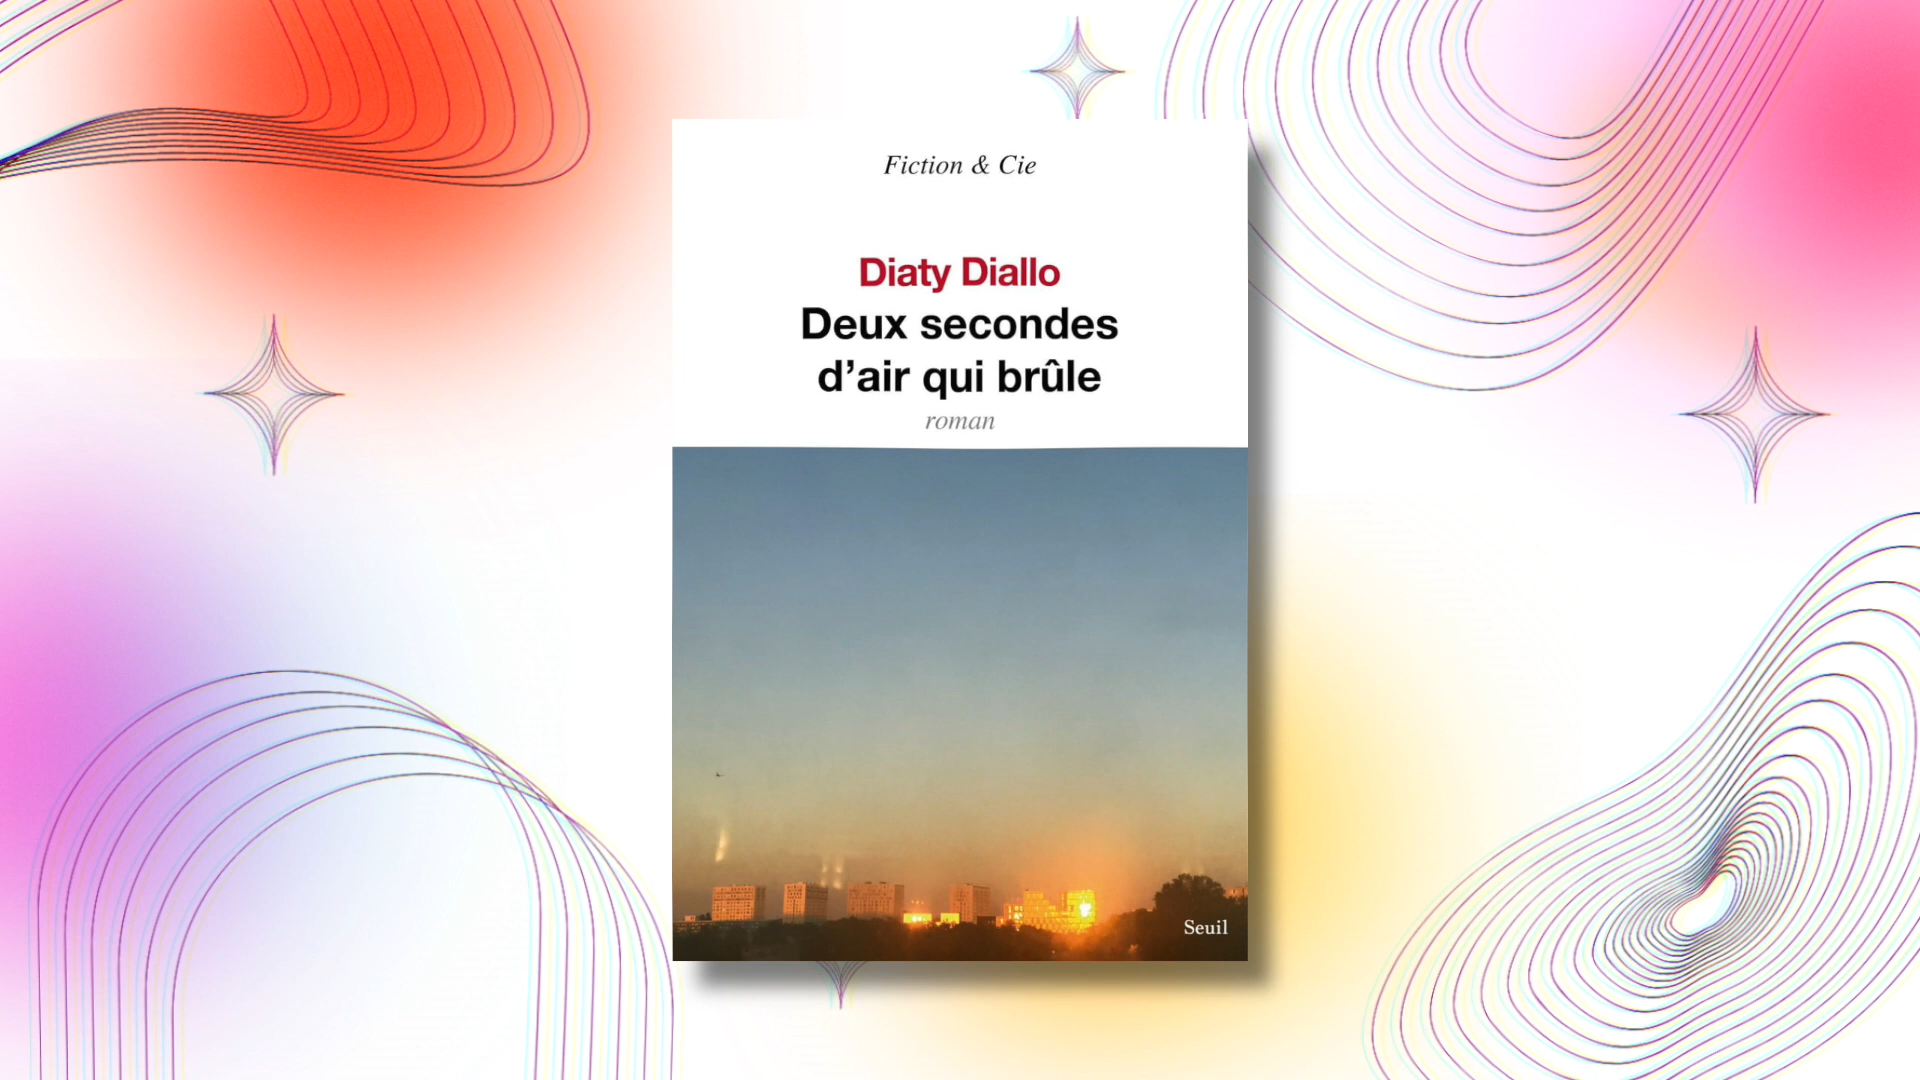 Fiction & Cie
Diaty Diallo
Deux secondes
d’air qui brûle
roman
Seuil